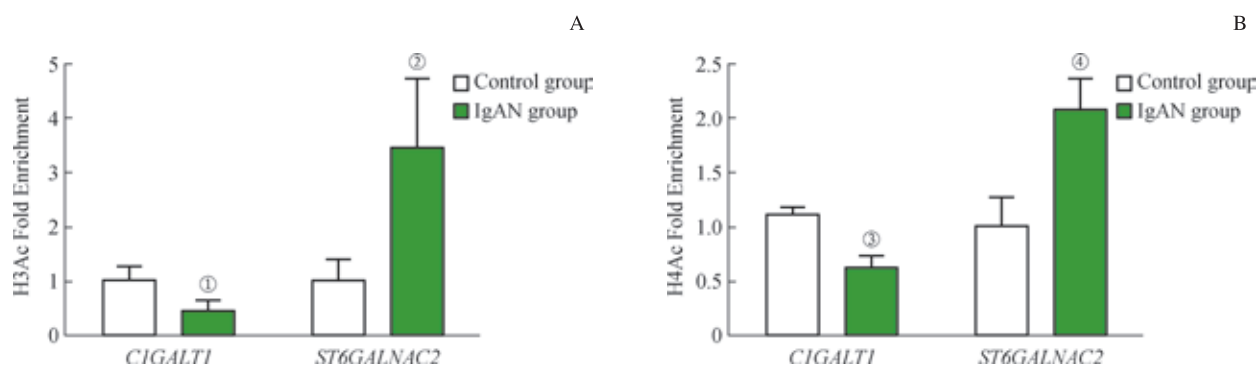 A
H3Ac Fold Enrichment
5
4
3
2
1
0
①
②
Control group
IgAN group
C1GALT1
ST6GALNAC2
B
H4Ac Fold Enrichment
2.5
2.0
1.5
1.0
0.5
0
③
④
Control group
IgAN group
C1GALT1
ST6GALNAC2